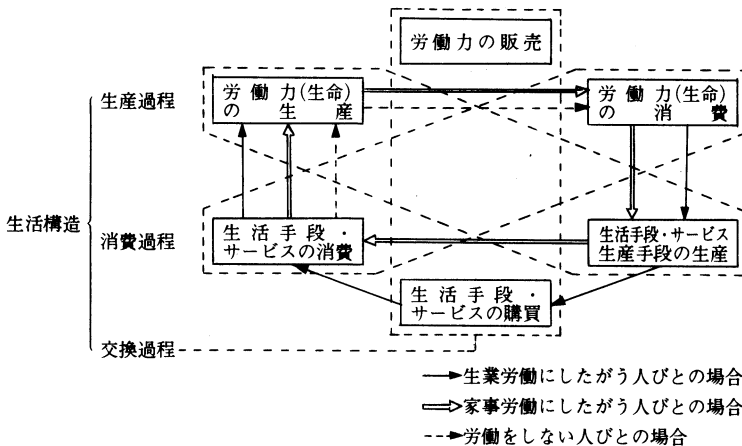 労働力の販売
生産過程
労働力(生命)
の生産
労働力(生命)
の消費
生活構造
消費過程
生活手段・
サービスの消費
生活手段・サービス
生産手段の生産
生活手段・
サービスの購買
交換過程
生業労働にしたがう人びとの場合
家事労働にしたがう人びとの場合
労働をしない人びとの場合